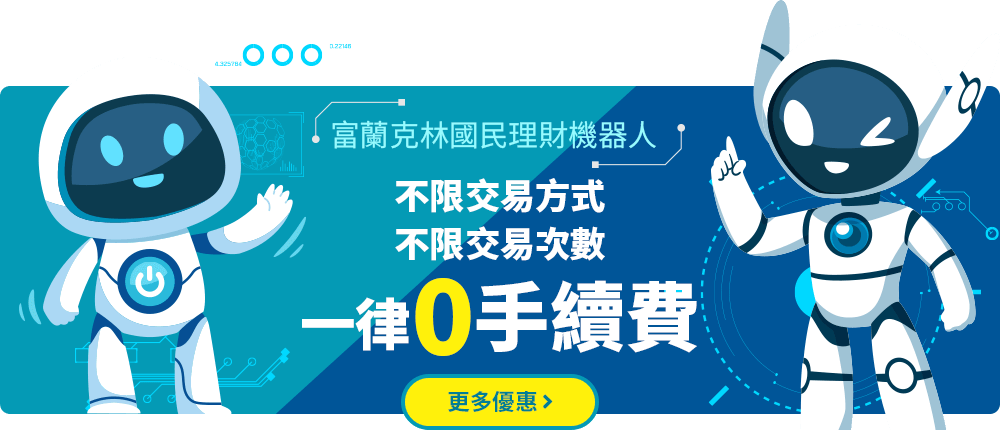 富蘭克林國民理財機器人
不限交易方式
不限交易次數
一律0手續費
更多優惠